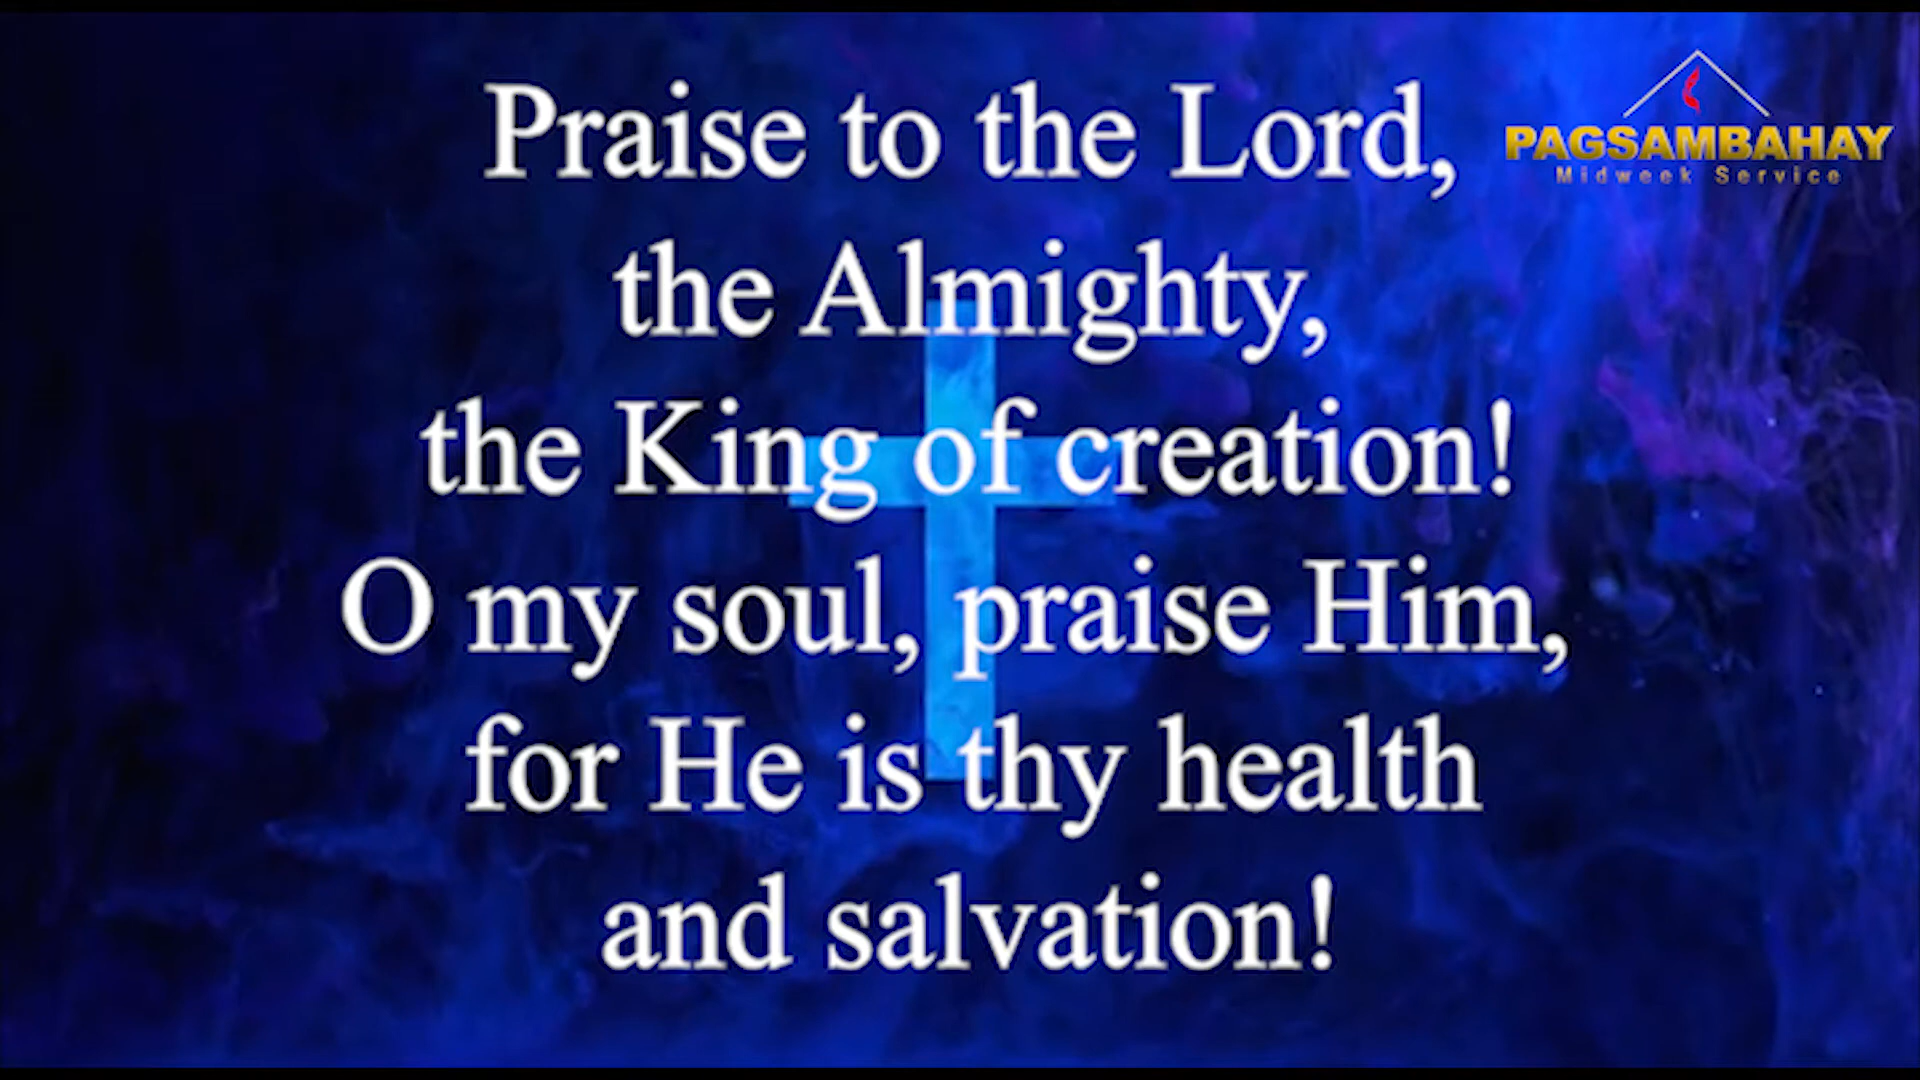 Praise to the Lord,
the Almighty,
the King of creation!
O my soul, praise Him,
for He is thy health
and salvation!
PAGSAMBAHAY
Midweek Service